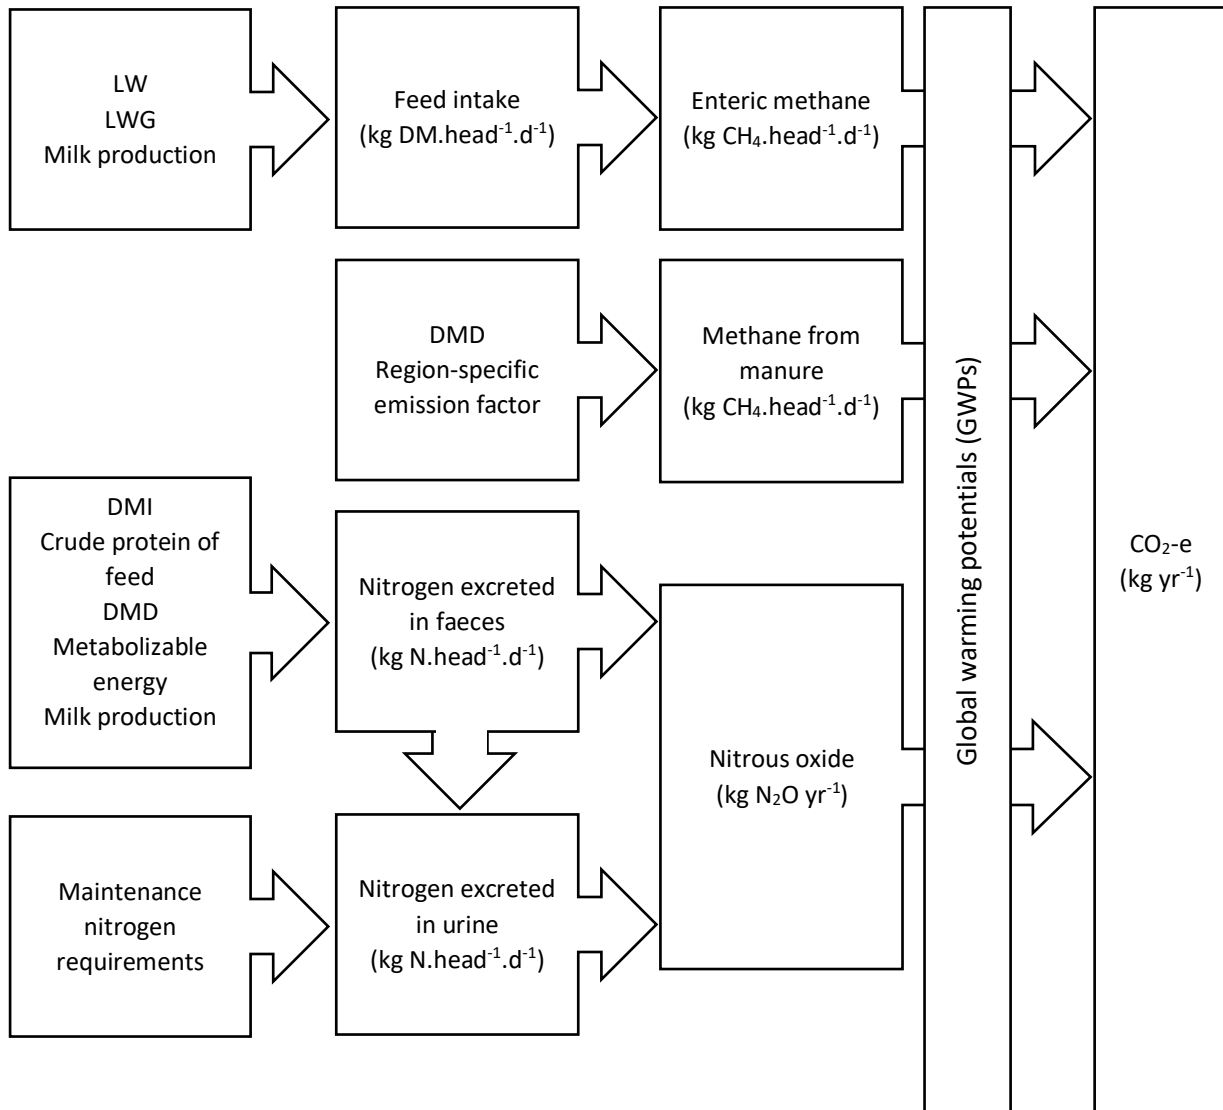 LW
LWG
Milk production
Feed intake
(kg DM.head⁻¹.d⁻¹)
Enteric methane
(kg CH₄.head⁻¹.d⁻¹)
DMD
Region-specific
emission factor
Methane from
manure
(kg CH₄.head⁻¹.d⁻¹)
DMI
Crude protein of
feed
DMD
Metabolizable
energy
Milk production
Nitrogen excreted
in faeces
(kg N.head⁻¹.d⁻¹)
Maintenance
nitrogen
requirements
Nitrogen excreted
in urine
(kg N.head⁻¹.d⁻¹)
Nitrous oxide
(kg N₂O yr⁻¹)
Global warming potentials (GWPs)
CO₂-e
(kg yr⁻¹)